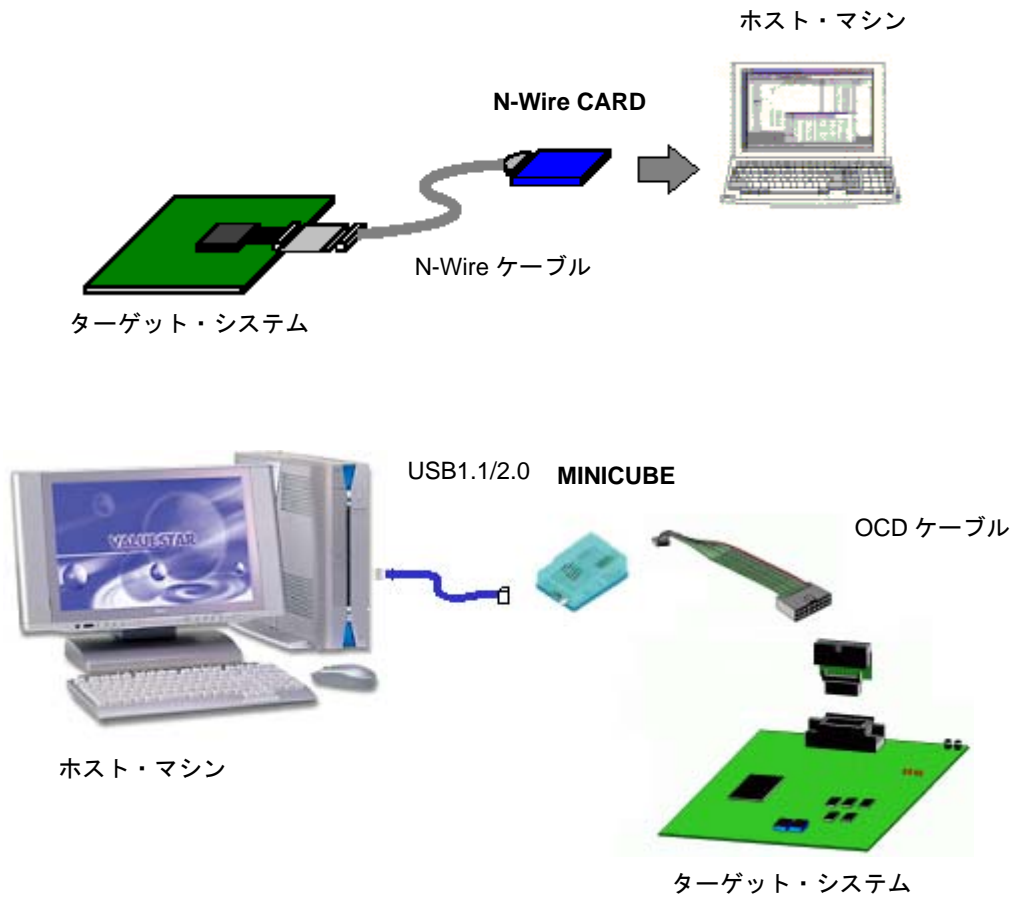 ホスト・マシン
N-Wire CARD
N-Wire ケーブル
ターゲット・システム
USB1.1/2.0
MINICUBE
OCD ケーブル
VALUESTAR
ホスト・マシン
ターゲット・システム